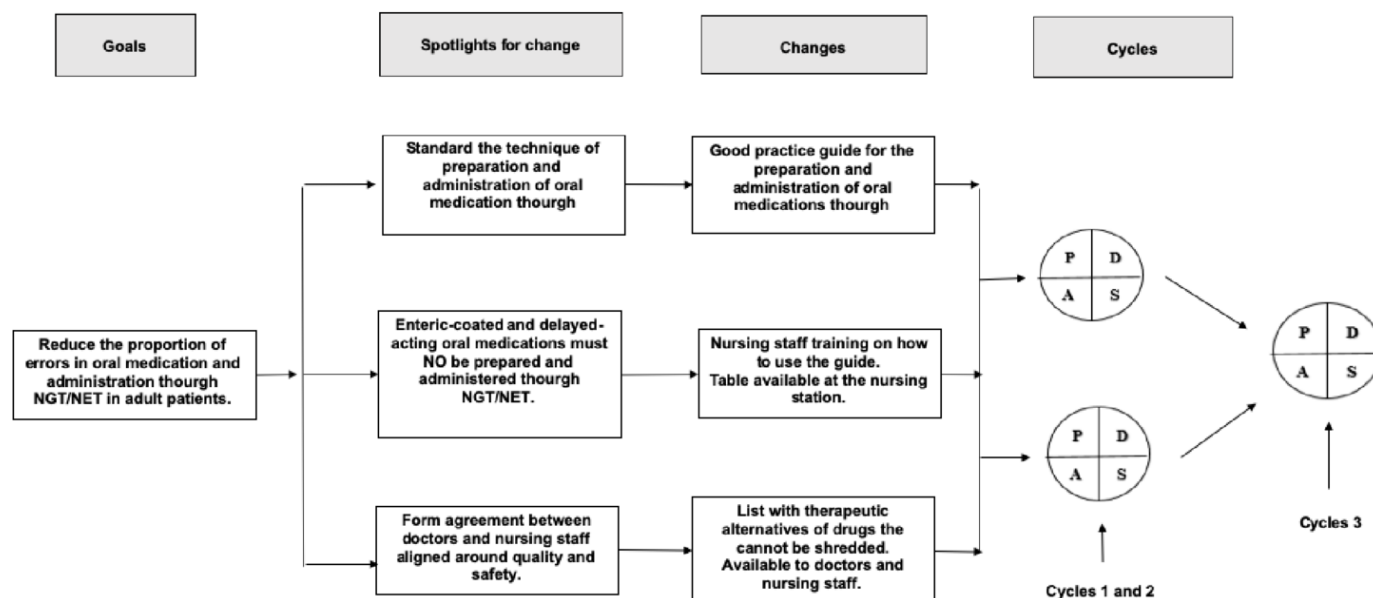 Goals
Spotlights for change
Changes
Cycles
Standard the technique of
preparation and
administration of oral
medication thourgh
Good practice guide for the
preparation and
administration of oral
medications thourgh
Reduce the proportion of
errors in oral medication and
administration thourgh
NGT/NET in adult patients.
Enteric-coated and delayed-
acting oral medications must
NO be prepared and
administered thourgh
NGT/NET.
Nursing staff training on how
to use the guide.
Table available at the nursing
station.
Form agreement between
doctors and nursing staff
aligned around quality and
safety.
List with therapeutic
alternatives of drugs the
cannot be shredded.
Available to doctors and
nursing staff.
P D
A S
P D
A S
P D
A S
Cycles 1 and 2
Cycles 3